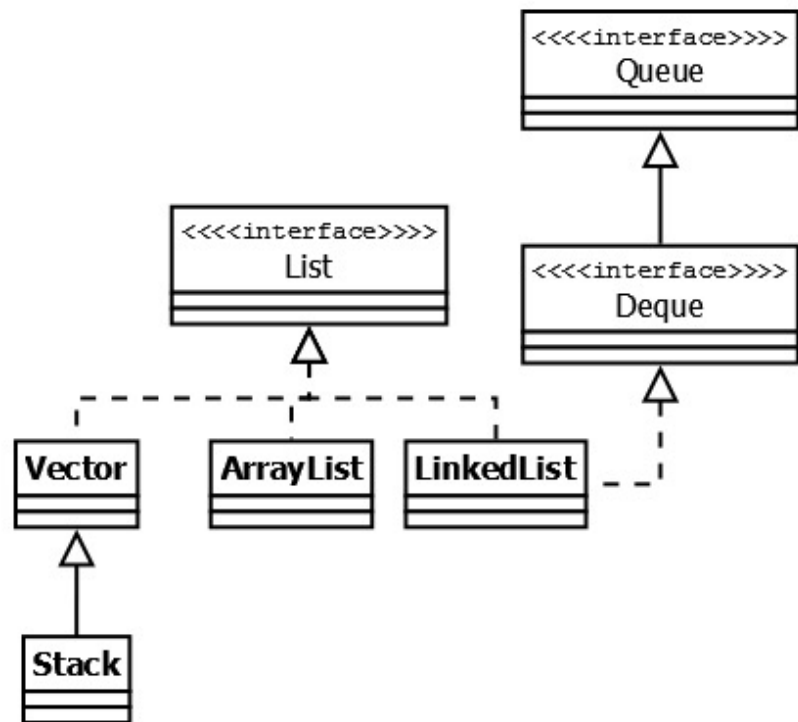 <<<<interface>>>>
Queue
<<<<interface>>>>
List
<<<<interface>>>>
Deque
Vector
ArrayList
LinkedList
Stack